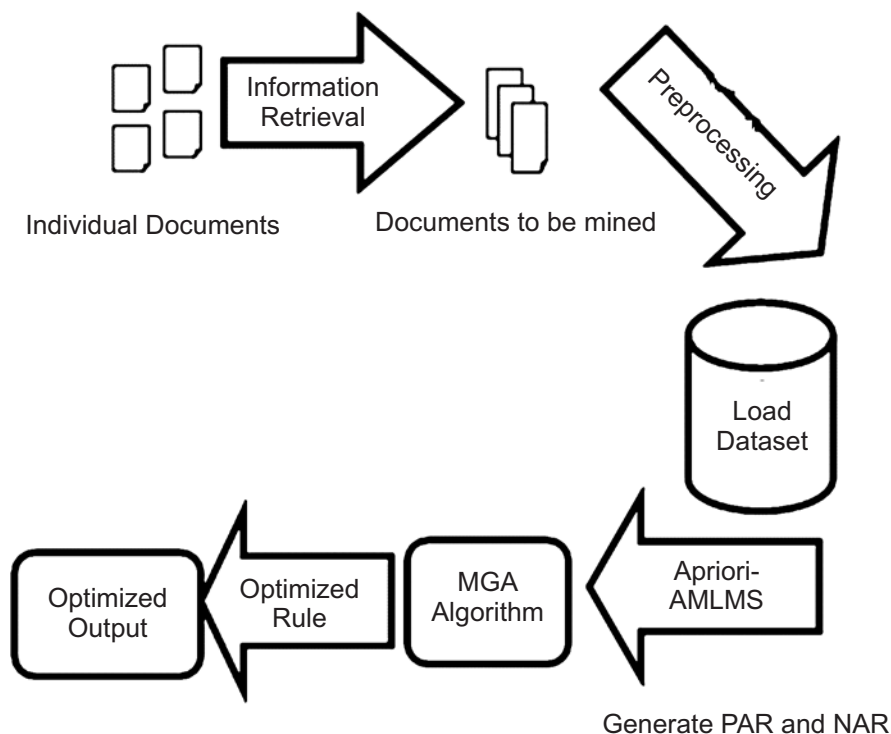 Information
Retrieval
Preprocessing
Individual Documents
Documents to be mined
Load
Dataset
Apriori-
AMLMS
MGA
Algorithm
Optimized
Rule
Optimized
Output
Generate PAR and NAR